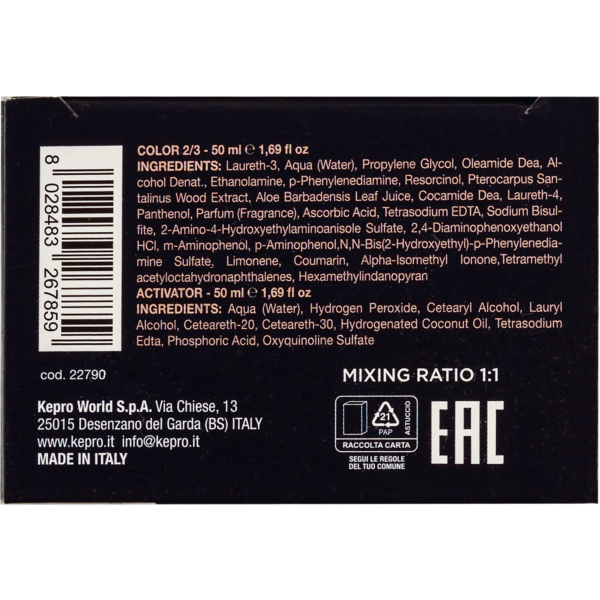 COLOR 2/3 - 50 ml ℮ 1,69 fl oz
INGREDIENTS: Laureth-3, Aqua (Water), Propylene Glycol, Oleamide Dea, Al-
cohol Denat., Ethanolamine, p-Phenylenediamine, Resorcinol, Pterocarpus San-
talinus Wood Extract, Aloe Barbadensis Leaf Juice, Cocamide Dea, Laureth-4,
Panthenol, Parfum (Fragrance), Ascorbic Acid, Tetrasodium EDTA, Sodium Bisul-
fite, 2-Amino-4-Hydroxyethylaminoanisole Sulfate, 2,4-Diaminophenoxyethanol
HCl, m-Aminophenol, p-Aminophenol,N,N-Bis(2-Hydroxyethyl)-p-Phenylenedia-
mine Sulfate, Limonene, Coumarin, Alpha-Isomethyl Ionone,Tetramethyl
acetyloctahydronaphthalenes, Hexamethylindanopyran
ACTIVATOR - 50 ml ℮ 1,69 fl oz
INGREDIENTS: Aqua (Water), Hydrogen Peroxide, Cetearyl Alcohol, Lauryl
Alcohol, Ceteareth-20, Ceteareth-30, Hydrogenated Coconut Oil, Tetrasodium
Edta, Phosphoric Acid, Oxyquinoline Sulfate
8 028483 267859
cod. 22790
Kepro World S.p.A. Via Chiese, 13
25015 Desenzano del Garda (BS) ITALY
www.kepro.it info@kepro.it
MADE IN ITALY
MIXING RATIO 1:1
21
PAP
ASTUCCIO
RACCOLTA CARTA
SEGUI LE REGOLE
DEL TUO COMUNE
EAC